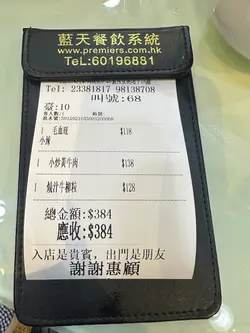 藍天餐飲系統
www.premiers.com.hk
TeL:60196881
Tel: 23381817 98138708
叫號:68
臺:10
1 毛血旺 $118
小辣
1 小炒黃牛肉 $138
1 燒汁牛柳粒 $128
總金額:$384
應收:$384
入店是貴賓，出門是朋友
謝謝惠顧